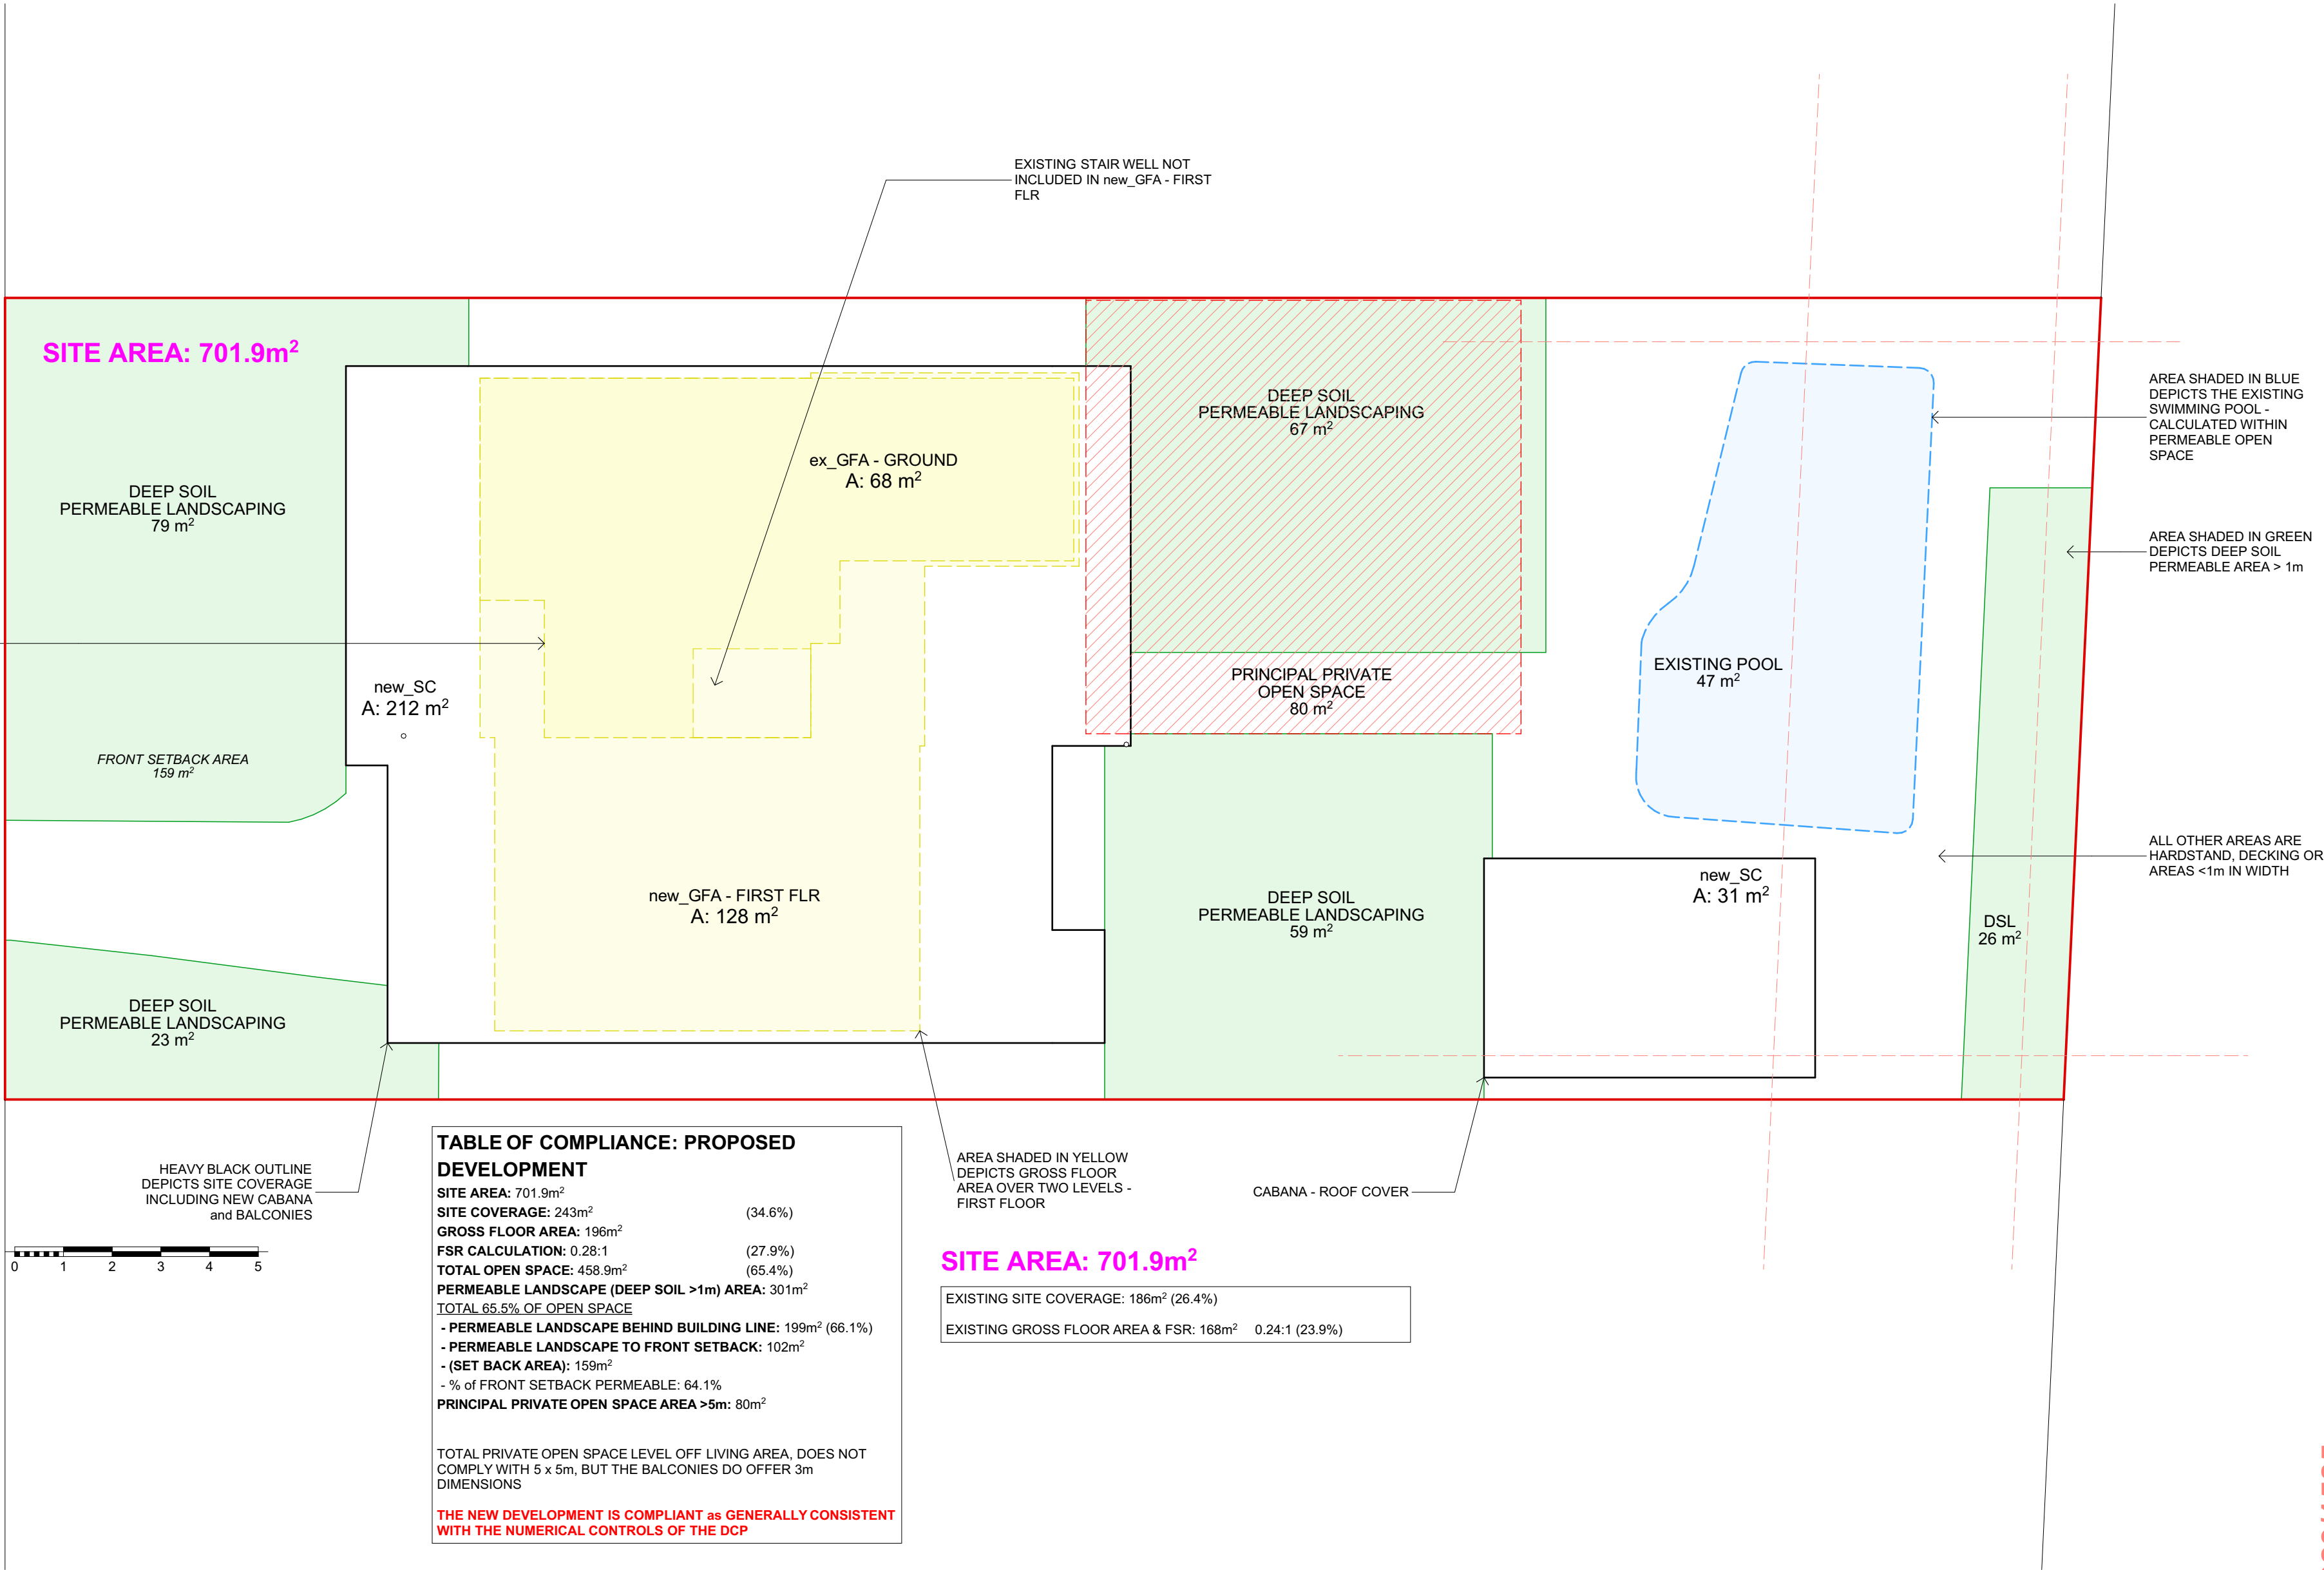 EXISTING STAIR WELL NOT
INCLUDED IN new_GFA - FIRST
FLR
SITE AREA: 701.9m²
DEEP SOIL
PERMEABLE LANDSCAPING
79 m²
ex_GFA - GROUND
A: 68 m²
DEEP SOIL
PERMEABLE LANDSCAPING
67 m²
AREA SHADED IN BLUE
DEPICTS THE EXISTING
SWIMMING POOL -
CALCULATED WITHIN
PERMEABLE OPEN
SPACE
AREA SHADED IN GREEN
DEPICTS DEEP SOIL
PERMEABLE AREA > 1m
new_SC
A: 212 m²
PRINCIPAL PRIVATE
OPEN SPACE
80 m²
EXISTING POOL
47 m²
FRONT SETBACK AREA
159 m²
ALL OTHER AREAS ARE
HARDSTAND, DECKING OR
AREAS <1m IN WIDTH
new_GFA - FIRST FLR
A: 128 m²
DEEP SOIL
PERMEABLE LANDSCAPING
59 m²
new_SC
A: 31 m²
DSL
26 m²
DEEP SOIL
PERMEABLE LANDSCAPING
23 m²
HEAVY BLACK OUTLINE
DEPICTS SITE COVERAGE
INCLUDING NEW CABANA
and BALCONIES
0 1 2 3 4 5
TABLE OF COMPLIANCE: PROPOSED
DEVELOPMENT
SITE AREA: 701.9m²
SITE COVERAGE: 243m² (34.6%)
GROSS FLOOR AREA: 196m²
FSR CALCULATION: 0.28:1 (27.9%)
TOTAL OPEN SPACE: 458.9m² (65.4%)
PERMEABLE LANDSCAPE (DEEP SOIL >1m) AREA: 301m²
TOTAL 65.5% OF OPEN SPACE
- PERMEABLE LANDSCAPE BEHIND BUILDING LINE: 199m² (66.1%)
- PERMEABLE LANDSCAPE TO FRONT SETBACK: 102m²
- (SET BACK AREA): 159m²
- % of FRONT SETBACK PERMEABLE: 64.1%
PRINCIPAL PRIVATE OPEN SPACE AREA >5m: 80m²
TOTAL PRIVATE OPEN SPACE LEVEL OFF LIVING AREA, DOES NOT
COMPLY WITH 5 x 5m, BUT THE BALCONIES DO OFFER 3m
DIMENSIONS
THE NEW DEVELOPMENT IS COMPLIANT as GENERALLY CONSISTENT
WITH THE NUMERICAL CONTROLS OF THE DCP
AREA SHADED IN YELLOW
DEPICTS GROSS FLOOR
AREA OVER TWO LEVELS -
FIRST FLOOR
CABANA - ROOF COVER
SITE AREA: 701.9m²
EXISTING SITE COVERAGE: 186m² (26.4%)
EXISTING GROSS FLOOR AREA & FSR: 168m² 0.24:1 (23.9%)